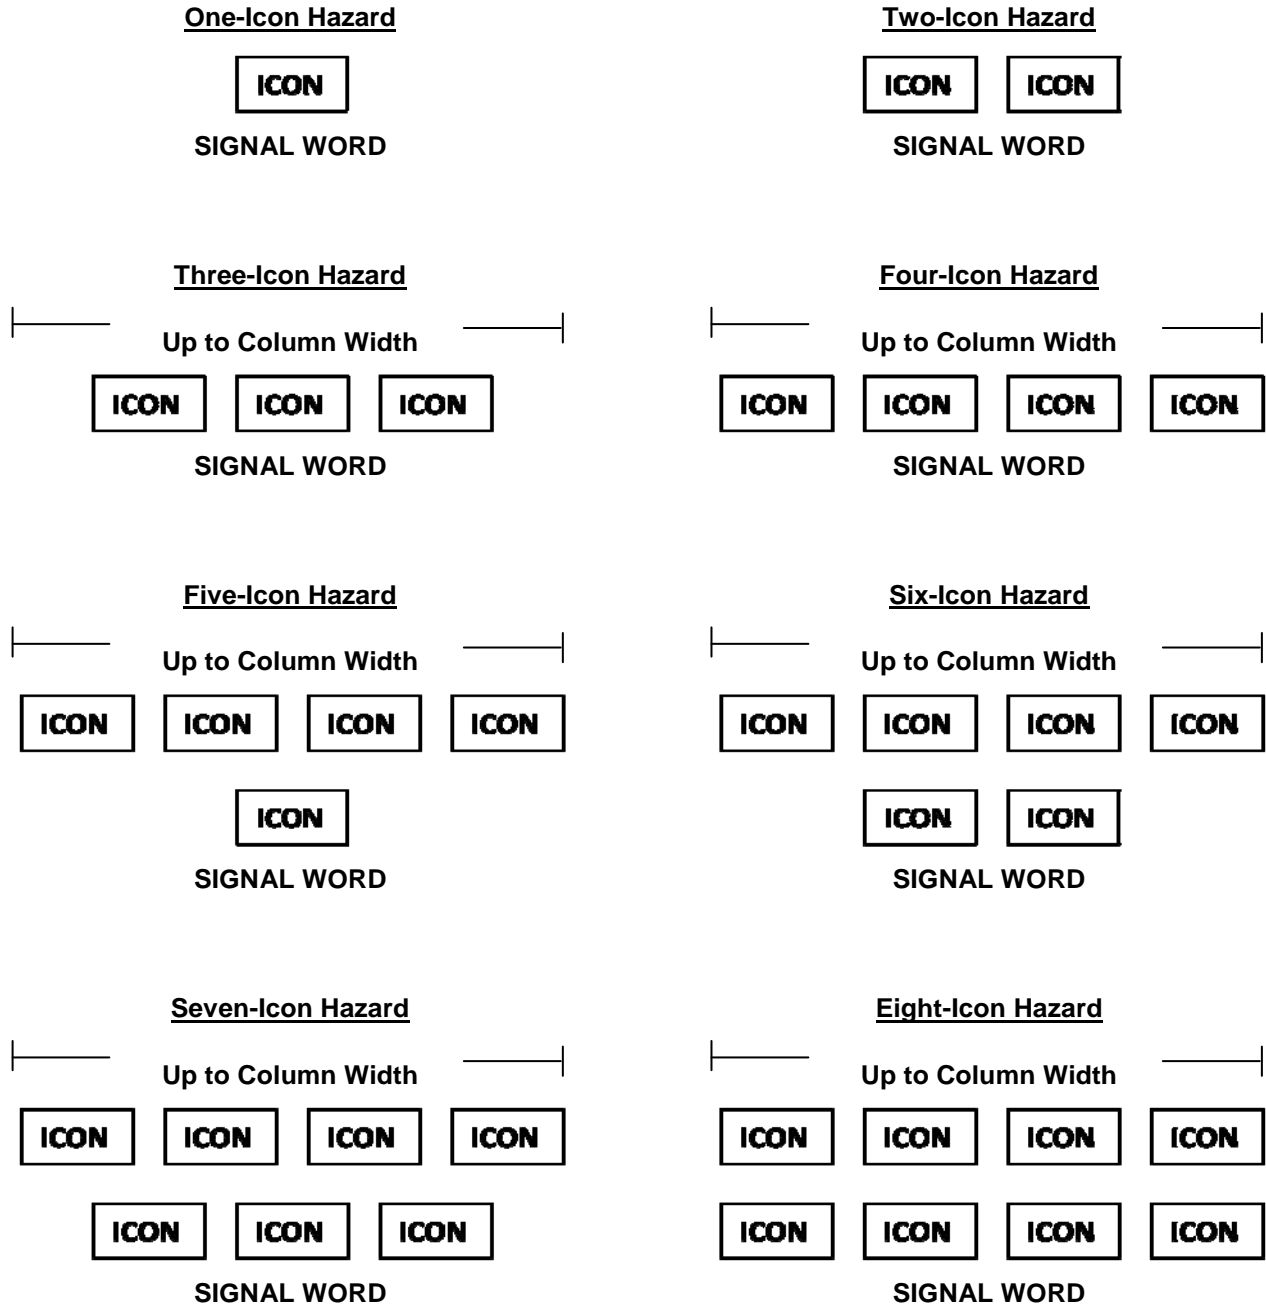 One-Icon Hazard
ICON
SIGNAL WORD
Two-Icon Hazard
ICON ICON
SIGNAL WORD
Three-Icon Hazard
Up to Column Width
ICON ICON ICON
SIGNAL WORD
Four-Icon Hazard
Up to Column Width
ICON ICON ICON ICON
SIGNAL WORD
Five-Icon Hazard
Up to Column Width
ICON ICON ICON ICON
ICON
SIGNAL WORD
Six-Icon Hazard
Up to Column Width
ICON ICON ICON ICON
ICON ICON
SIGNAL WORD
Seven-Icon Hazard
Up to Column Width
ICON ICON ICON ICON
ICON ICON ICON
SIGNAL WORD
Eight-Icon Hazard
Up to Column Width
ICON ICON ICON ICON
ICON ICON ICON ICON
SIGNAL WORD